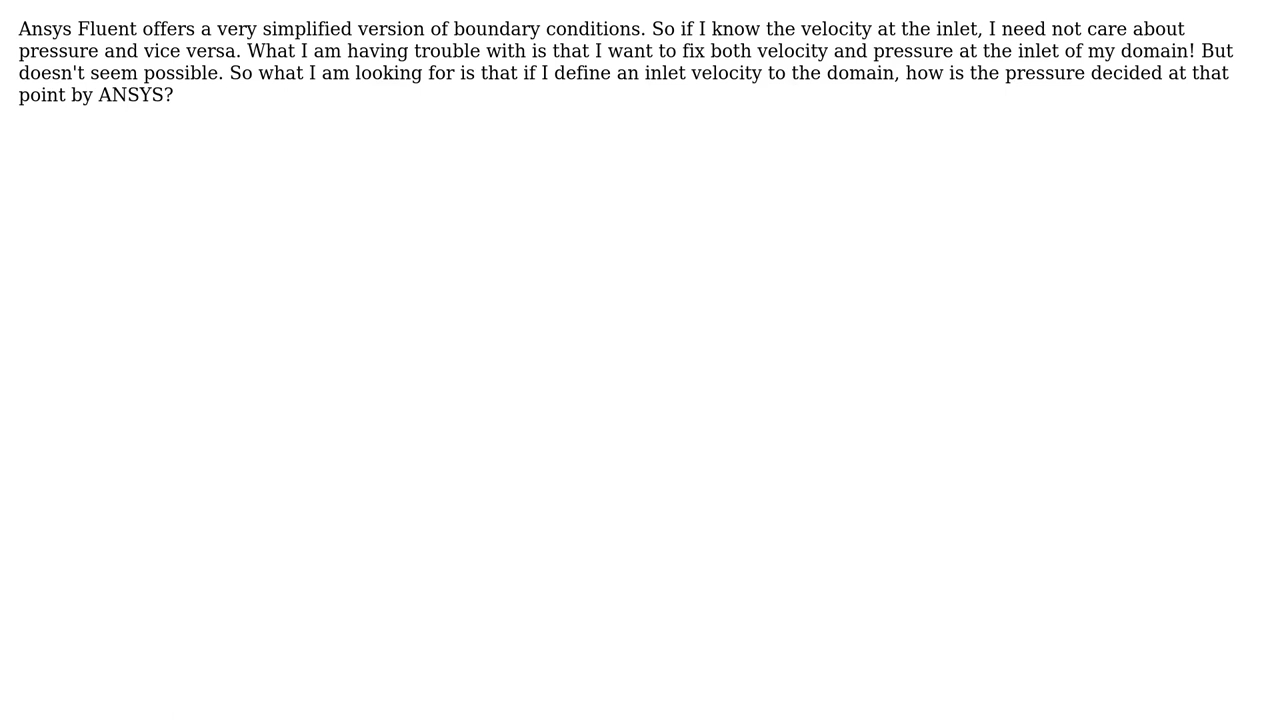 Ansys Fluent offers a very simplified version of boundary conditions. So if I know the velocity at the inlet, I need not care about
pressure and vice versa. What I am having trouble with is that I want to fix both velocity and pressure at the inlet of my domain! But
doesn't seem possible. So what I am looking for is that if I define an inlet velocity to the domain, how is the pressure decided at that
point by ANSYS?